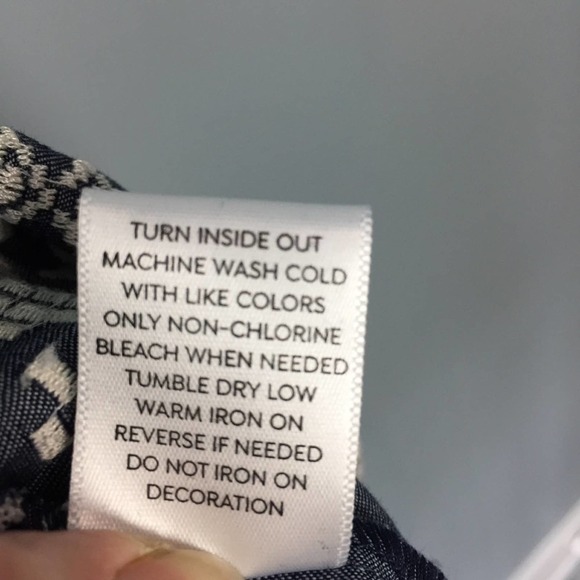 TURN INSIDE OUT
MACHINE WASH COLD
WITH LIKE COLORS
ONLY NON-CHLORINE
BLEACH WHEN NEEDED
TUMBLE DRY LOW
WARM IRON ON
REVERSE IF NEEDED
DO NOT IRON ON
DECORATION